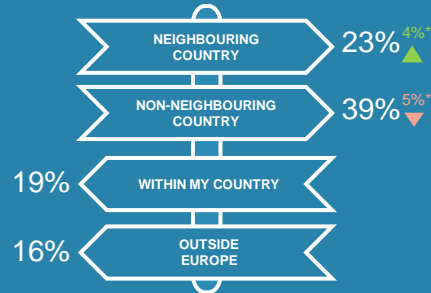 NEIGHBOURING
COUNTRY
23%
4%*
NON-NEIGHBOURING
COUNTRY
39%
5%*
19%
WITHIN MY COUNTRY
16%
OUTSIDE
EUROPE